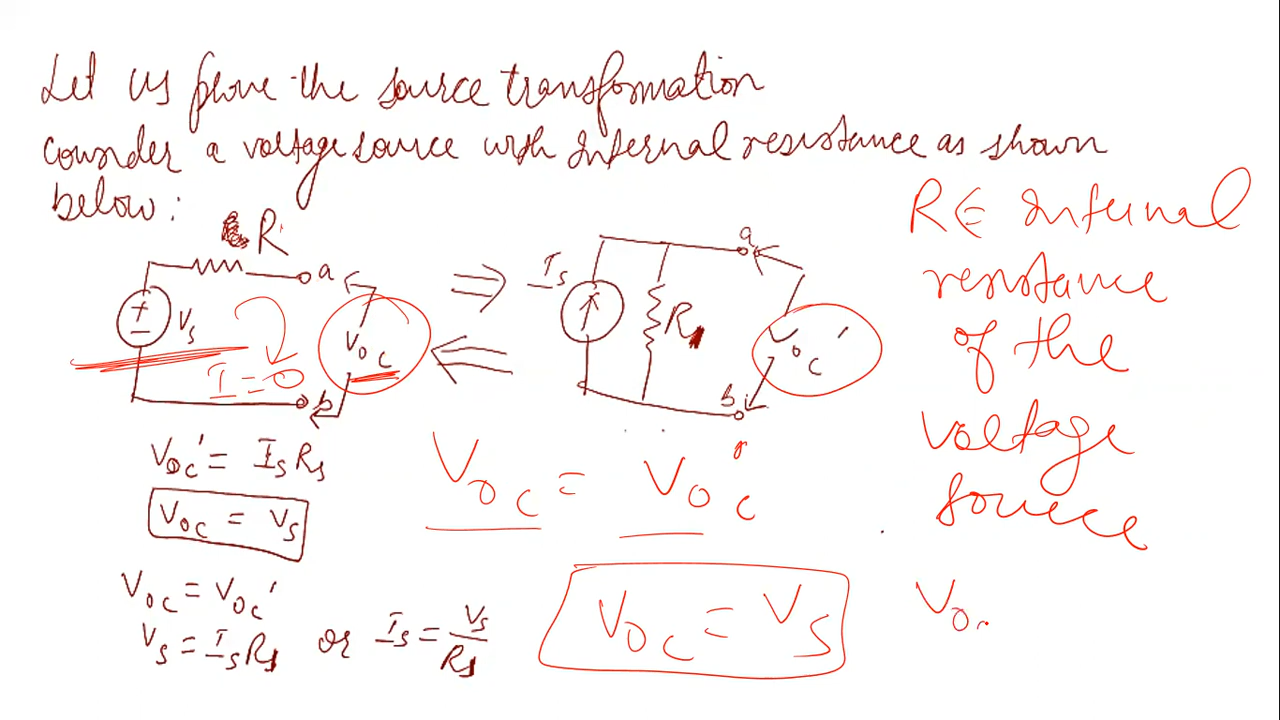 Let us prove the source transformation
consider a voltage source with Internal resistance as shown
below:
R
a
Vs
I = 0
VOC
b
Is
R
a
VOC'
b
R ∈ Internal
resistance
of the
voltage
source
VOC' = Is Rs
VOC = Vs
VOC = VOC'
VOC = VOC'
Vs = Is Rs or Is = Vs/Rs
VOC = VS
VO